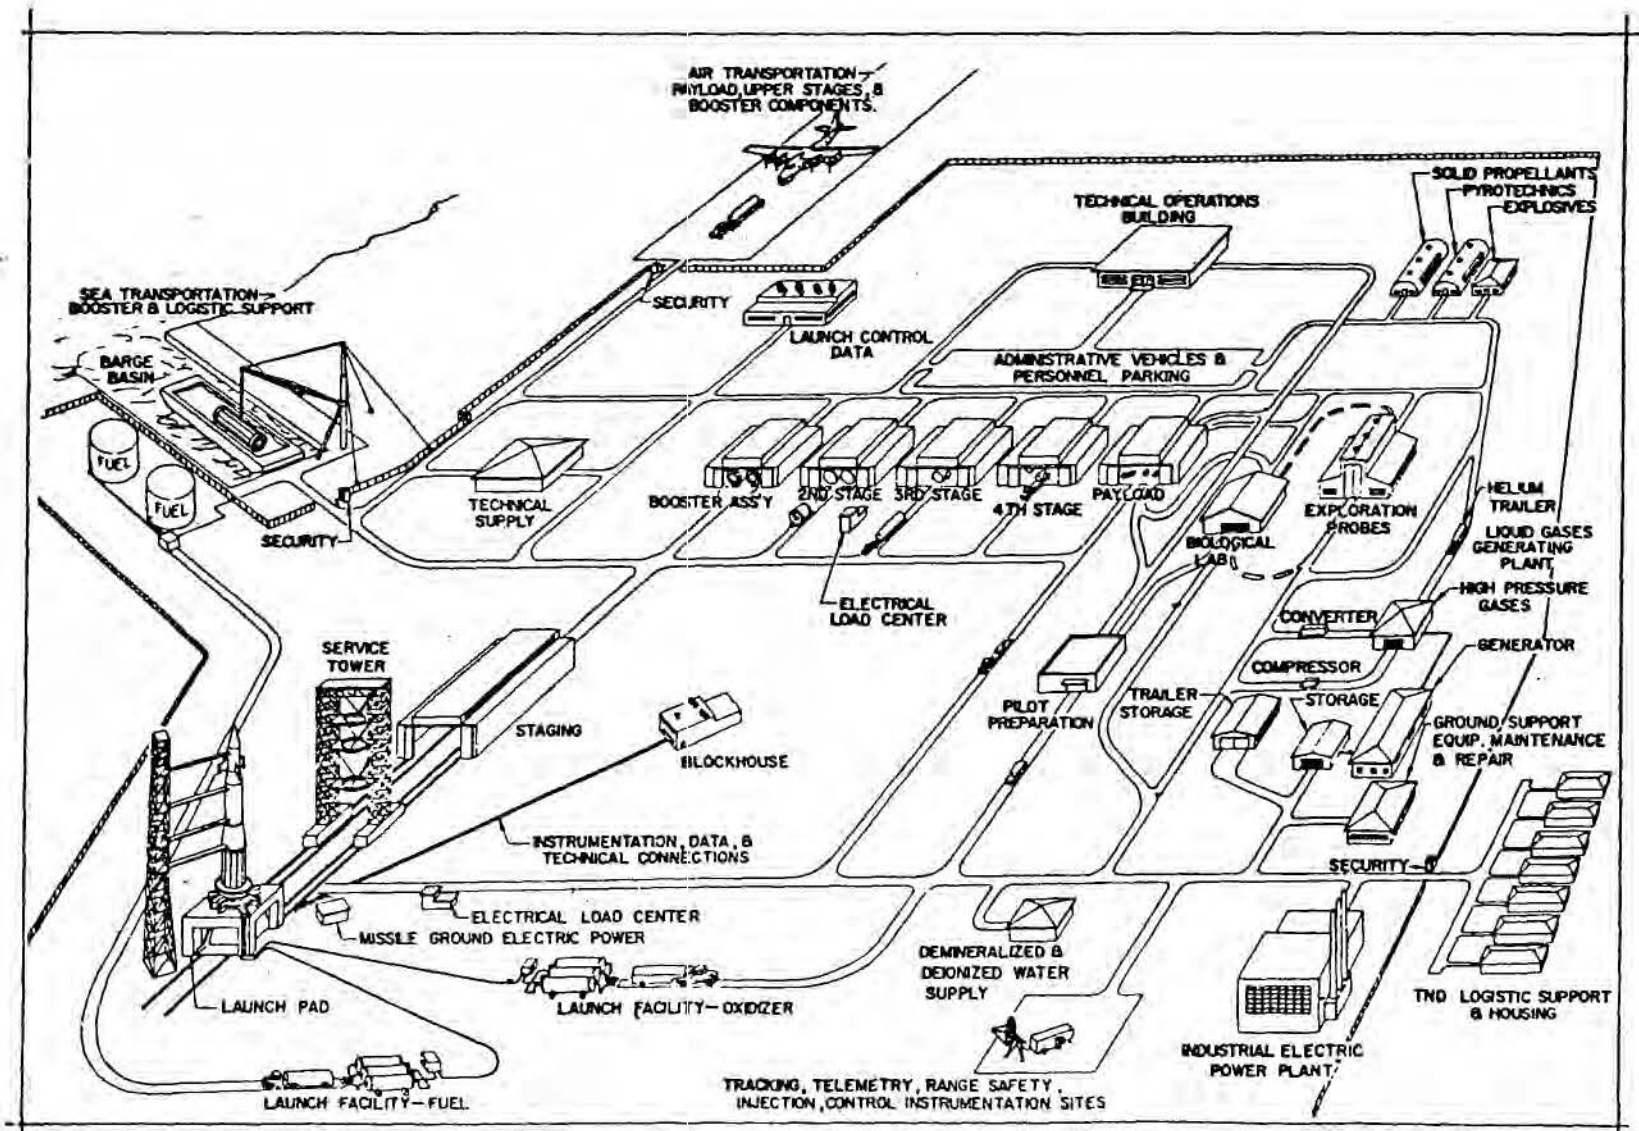 AIR TRANSPORTATION—
PAYLOAD, UPPER STAGES, &
BOOSTER COMPONENTS.
SOLID PROPELLANTS
PYROTECHNICS
EXPLOSIVES
TECHNICAL OPERATIONS
BUILDING
SEA TRANSPORTATION—
BOOSTER & LOGISTIC SUPPORT
SECURITY
LAUNCH CONTROL
DATA
BARGE
BASIN
ADMINISTRATIVE VEHICLES &
PERSONNEL PARKING
FUEL
FUEL
TECHNICAL
SUPPLY
BOOSTER ASS'Y
2ND STAGE
3RD STAGE
4TH STAGE
PAYLOAD
EXPLORATION
PROBES
HELIUM
TRAILER
SECURITY
BIOLOGICAL
LAB
LIQUID GASES
GENERATING
PLANT
ELECTRICAL
LOAD CENTER
HIGH PRESSURE
GASES
CONVERTER
GENERATOR
SERVICE
TOWER
COMPRESSOR
STAGING
PILOT
PREPARATION
TRAILER
STORAGE
STORAGE
GROUND SUPPORT
EQUIP. MAINTENANCE
& REPAIR
BLOCKHOUSE
INSTRUMENTATION, DATA, &
TECHNICAL CONNECTIONS
SECURITY
ELECTRICAL LOAD CENTER
MISSILE GROUND ELECTRIC POWER
DEMINERALIZED &
DEIONIZED WATER
SUPPLY
LAUNCH PAD
LAUNCH FACILITY—OXIDIZER
TND LOGISTIC SUPPORT
& HOUSING
INDUSTRIAL ELECTRIC
POWER PLANT
LAUNCH FACILITY—FUEL
TRACKING, TELEMETRY, RANGE SAFETY,
INJECTION, CONTROL INSTRUMENTATION SITES